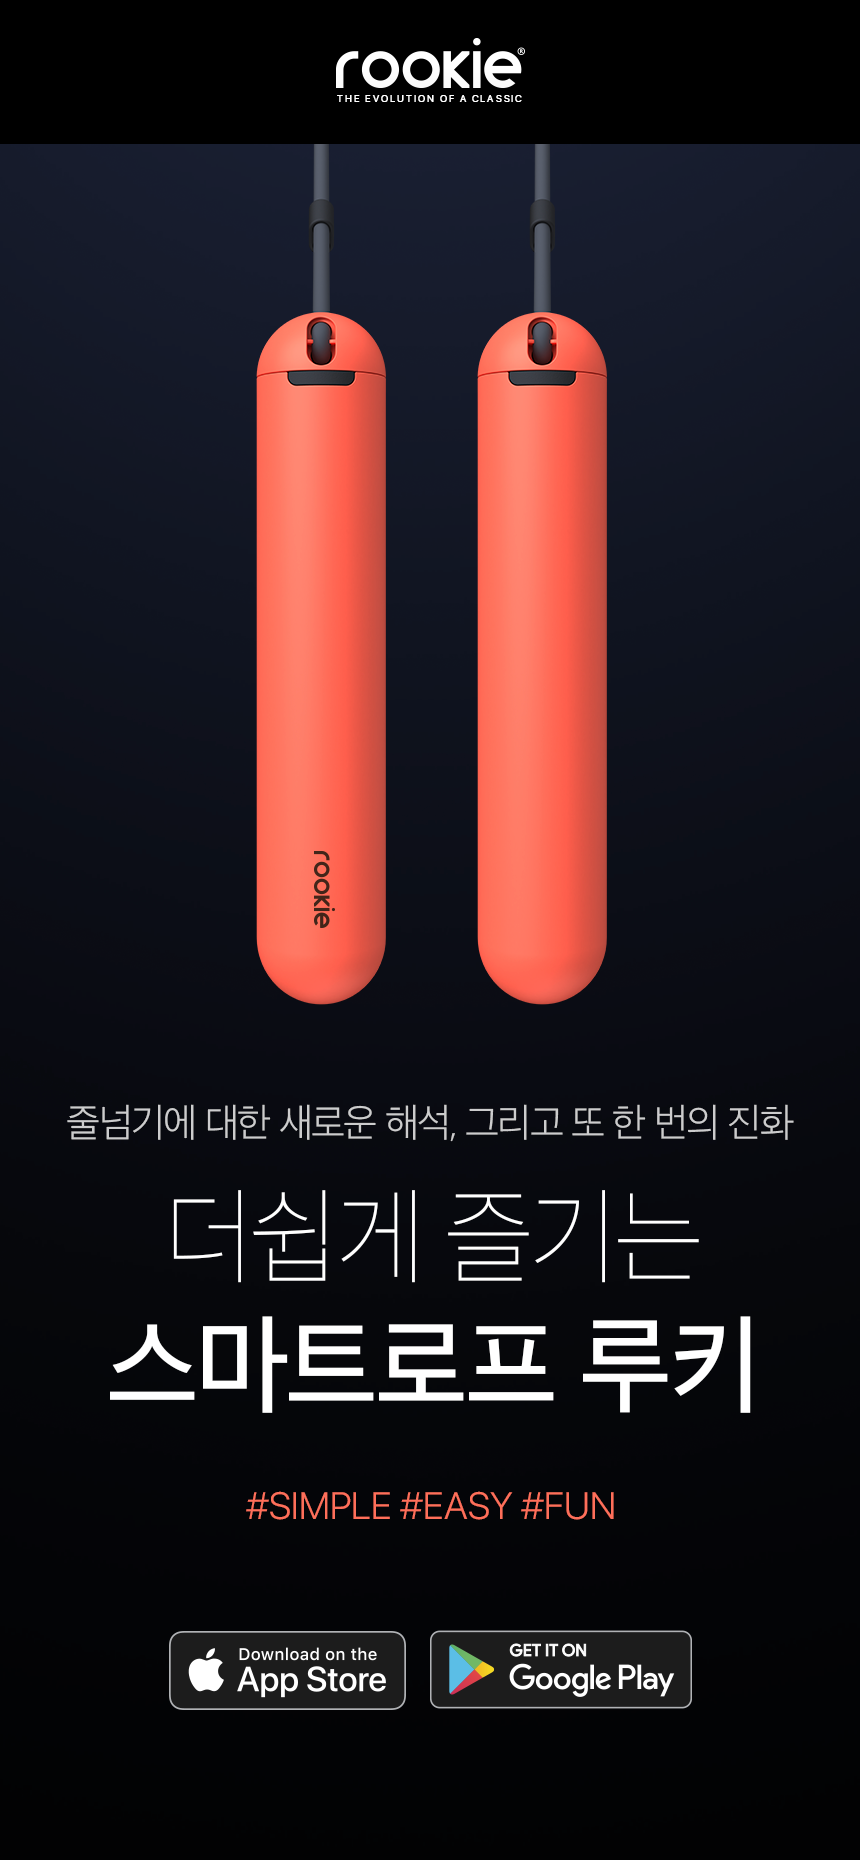 rookie®
THE EVOLUTION OF A CLASSIC
rookie
줄넘기에 대한 새로운 해석, 그리고 또 한 번의 진화
더쉽게 즐기는
스마트로프 루키
#SIMPLE #EASY #FUN
Download on the
App Store
GET IT ON
Google Play